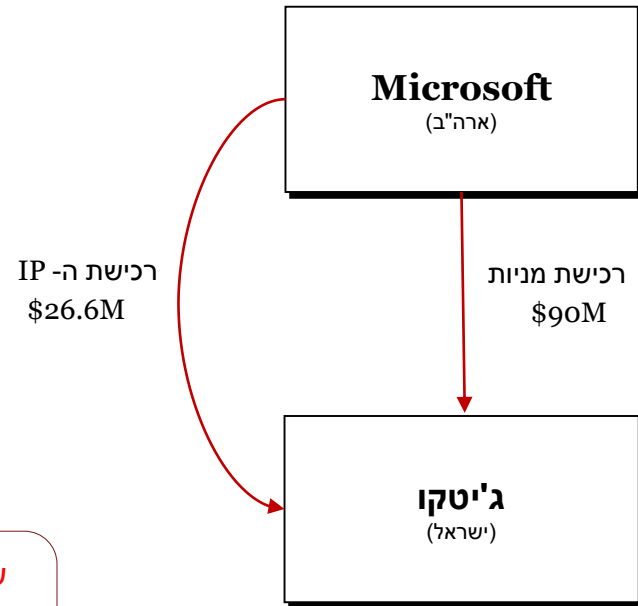 Microsoft
(ארה"ב)
רכישת מניות
$90M
רכישת ה- IP
$26.6M
ג'יטקו
(ישראל)